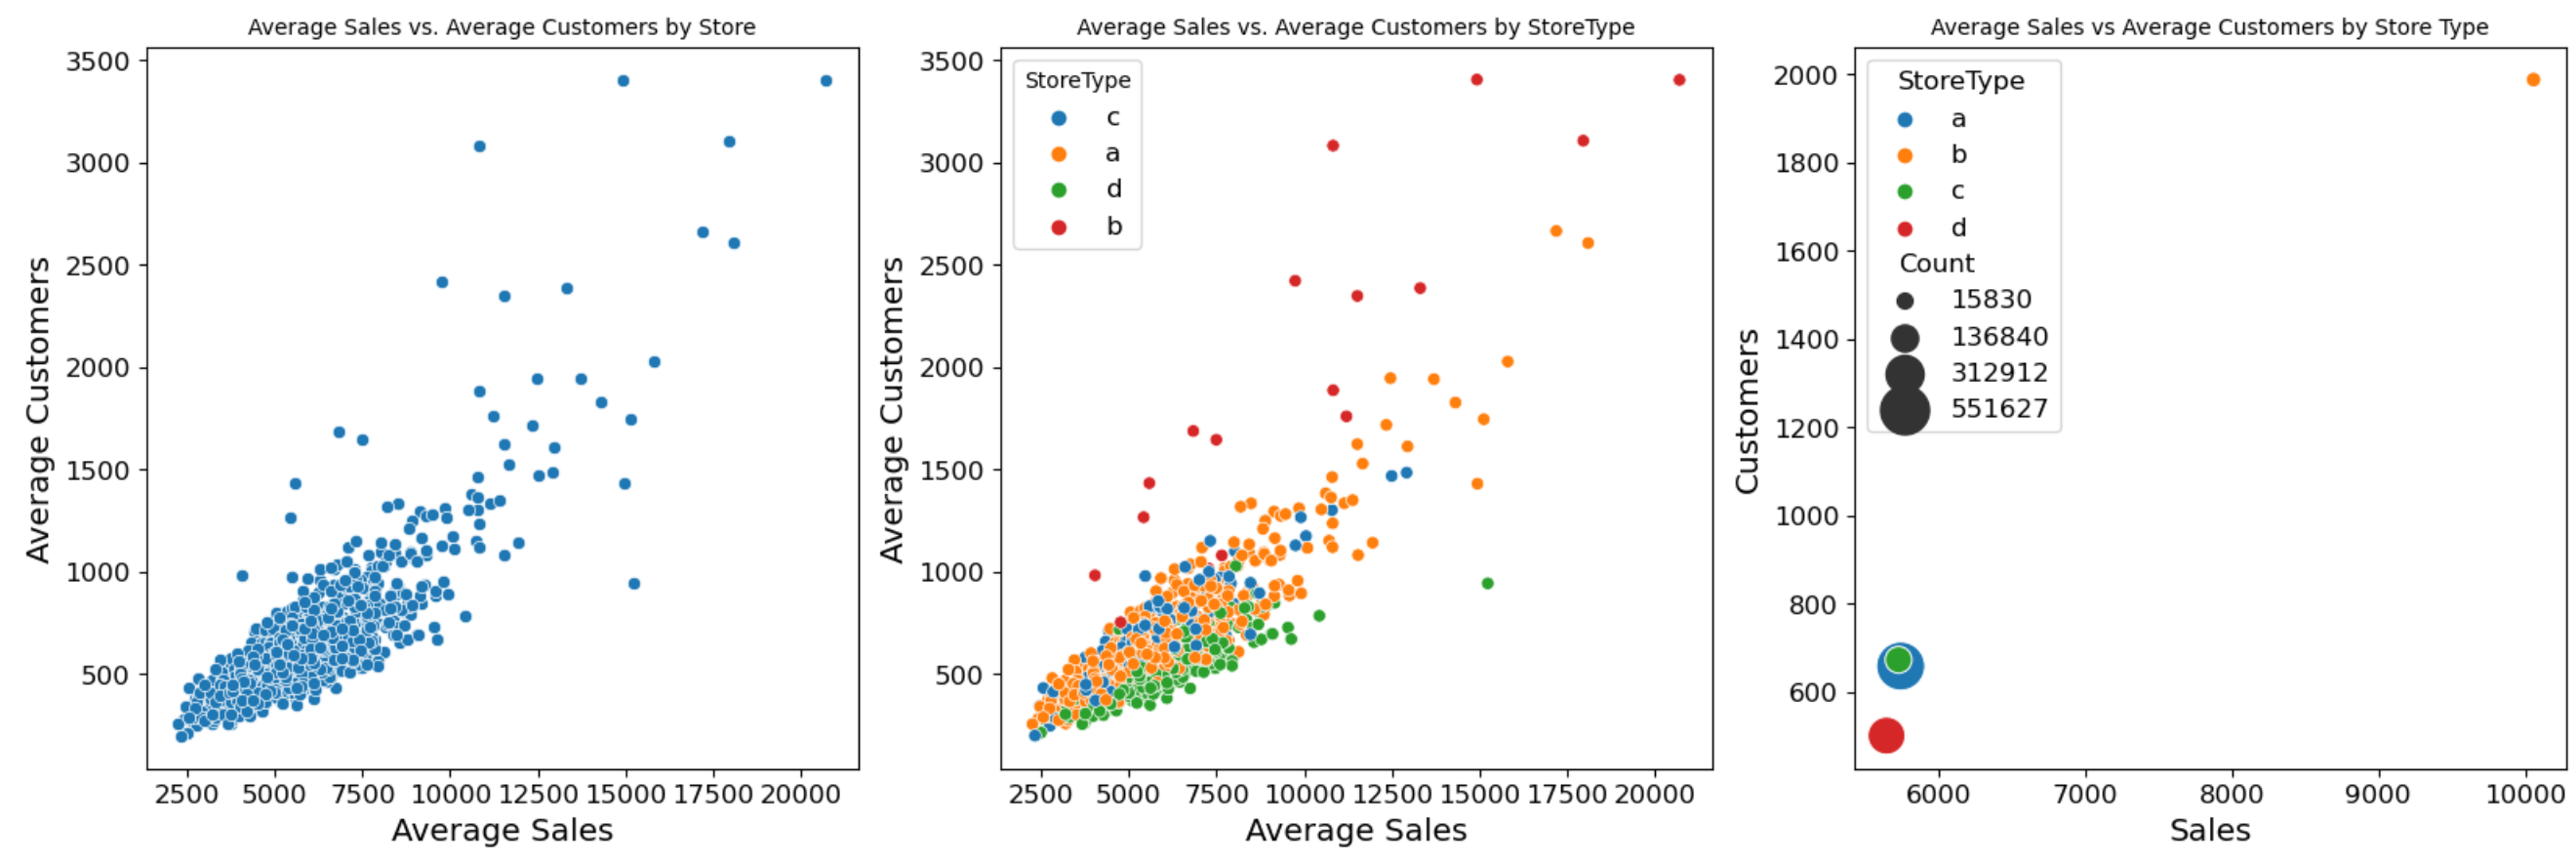 Average Sales vs. Average Customers by Store
3500
3000
2500
2000
1500
1000
500
Average Customers
2500 5000 7500 10000 12500 15000 17500 20000
Average Sales
Average Sales vs. Average Customers by StoreType
StoreType
c
a
d
b
3500
3000
2500
2000
1500
1000
500
Average Customers
2500 5000 7500 10000 12500 15000 17500 20000
Average Sales
Average Sales vs Average Customers by Store Type
StoreType
a
b
c
d
Count
15830
136840
312912
551627
2000
1800
1600
1400
1200
1000
800
600
Customers
6000 7000 8000 9000 10000
Sales